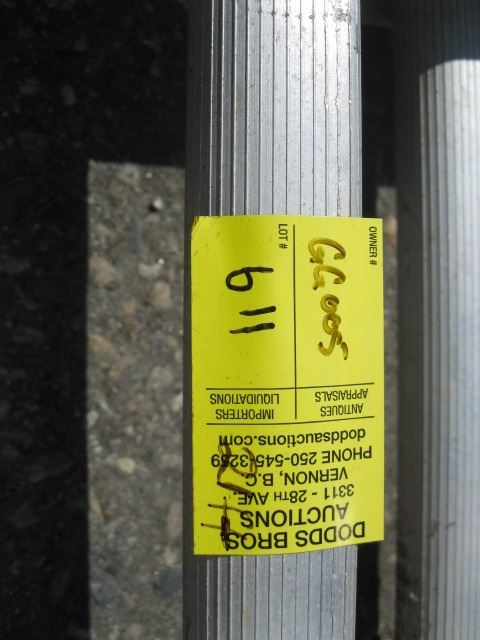 DODDS BROS
AUCTIONS
3311 - 28TH AVE.
VERNON, B.C.
PHONE 250-545-3259
doddsauctions.com
ANTIQUES IMPORTERS
APPRAISALS LIQUIDATIONS
OWNER #
GG005
LOT #
611